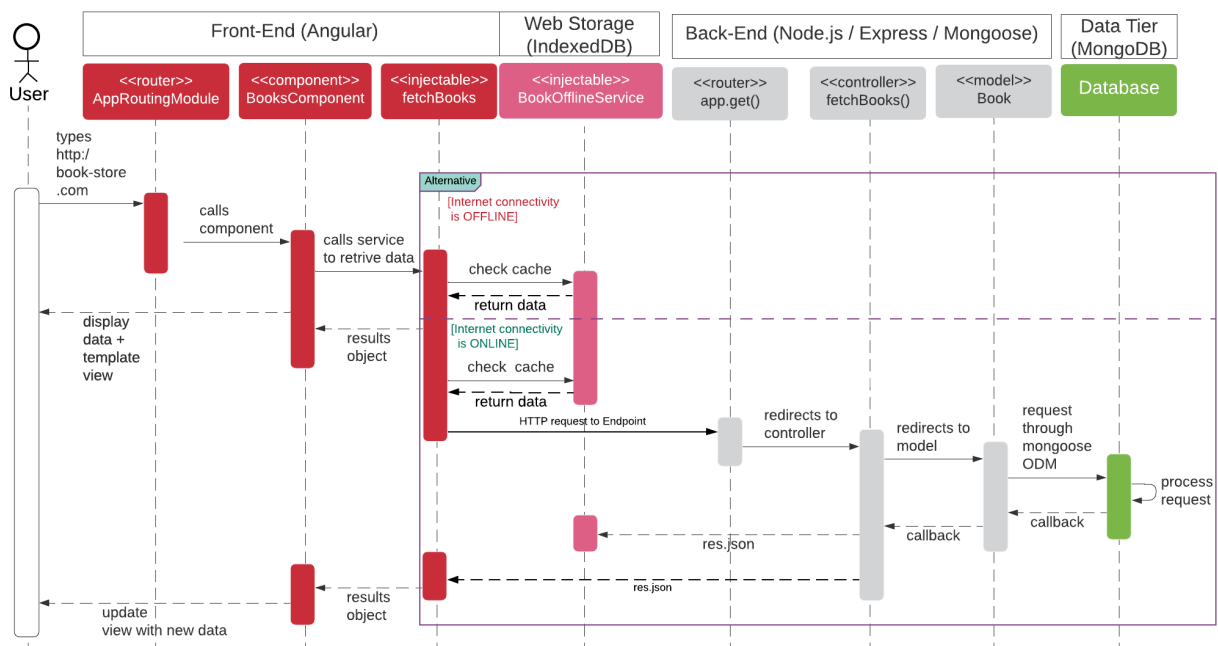 Front-End (Angular)
Web Storage
(IndexedDB)
Back-End (Node.js / Express / Mongoose)
Data Tier
(MongoDB)
User
<<router>>
AppRoutingModule
<<component>>
BooksComponent
<<injectable>>
fetchBooks
<<injectable>>
BookOfflineService
<<router>>
app.get()
<<controller>>
fetchBooks()
<<model>>
Book
Database
types
http:/
book-store
.com
Alternative
[Internet connectivity
is OFFLINE]
calls
component
calls service
to retrive data
check cache
return data
display
data +
template
view
results
object
[Internet connectivity
is ONLINE]
check cache
return data
HTTP request to Endpoint
redirects to
controller
redirects to
model
request
through
mongoose
ODM
process
request
callback
callback
res.json
res.json
results
object
update
view with new data